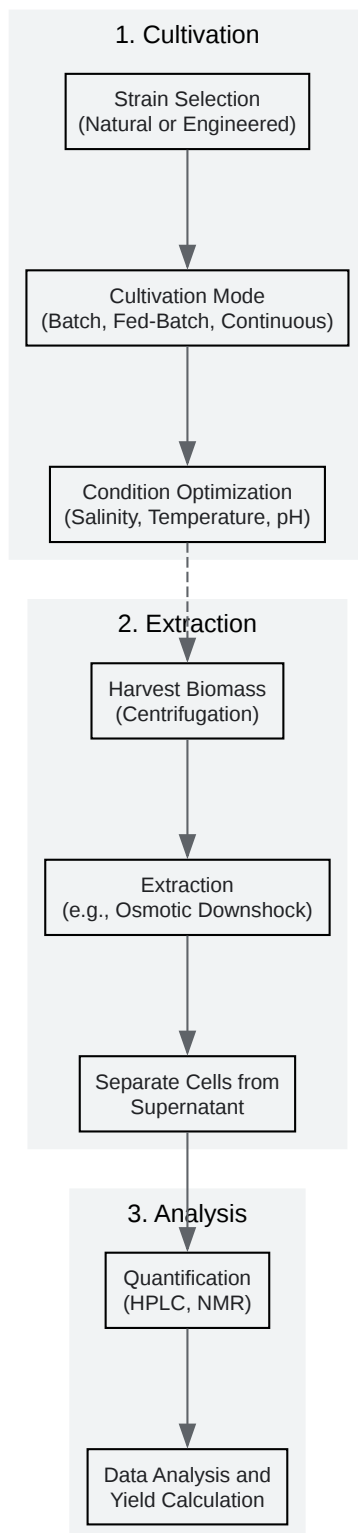 1. Cultivation
Strain Selection
(Natural or Engineered)
Cultivation Mode
(Batch, Fed-Batch, Continuous)
Condition Optimization
(Salinity, Temperature, pH)
2. Extraction
Harvest Biomass
(Centrifugation)
Extraction
(e.g., Osmotic Downshock)
Separate Cells from
Supernatant
3. Analysis
Quantification
(HPLC, NMR)
Data Analysis and
Yield Calculation